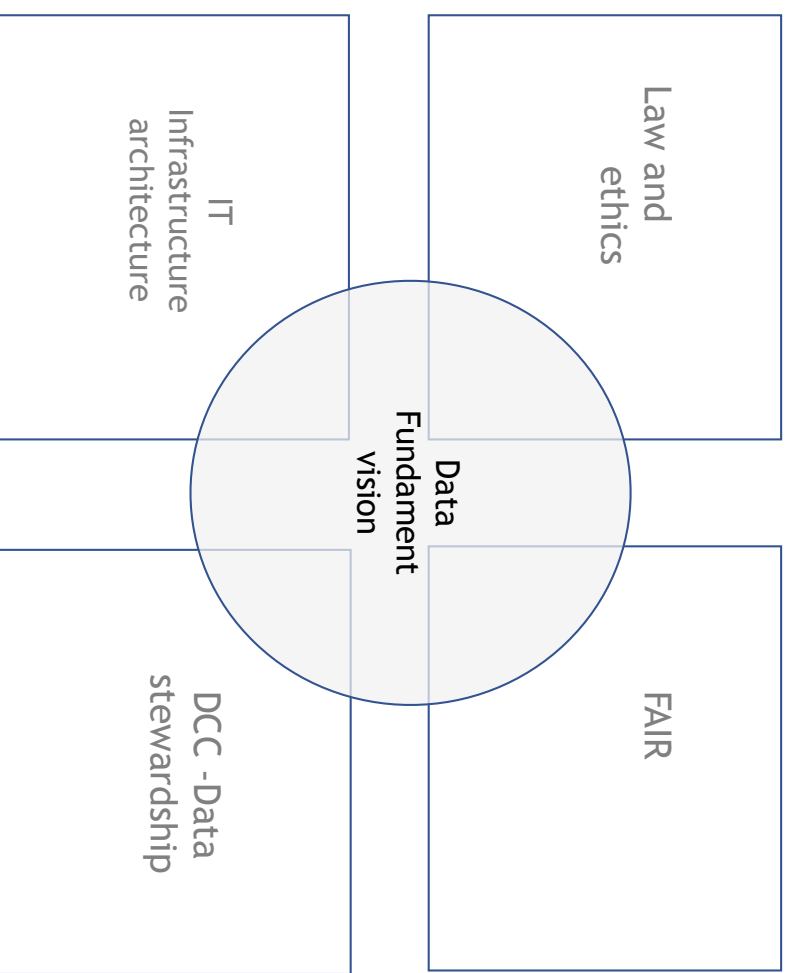 Law and
ethics
FAIR
Data
Fundament
vision
IT
Infrastructure
architecture
DCC -Data
stewardship